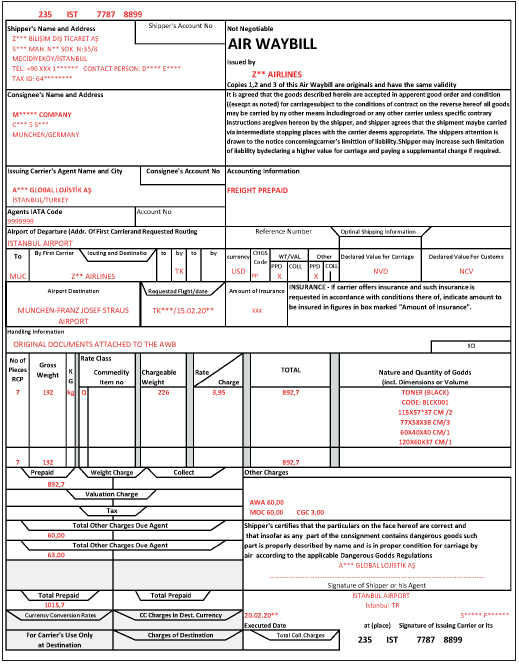 235 IST 7787 8899
Shipper's Name and Address
Shipper's Account No
Not Negotiable
Z*** BİLİŞİM DIŞ TİCARET AŞ
S*** MAH. N** SOK. N:35/8
MECİDİYEKÖY/İSTANBUL
TEL: +90 XXX 1****** CONTACT PERSON: D**** E****
TAX ID: 64********
AIR WAYBILL
Issued by
Z** AIRLINES
Copies 1,2 and 3 of this Air Waybill are originals and have the same validity
Consignee's Name and Address
M***** COMPANY
C*** 5 S***
MUNCHEN/GERMANY
It is agreed that the goods described herein are accepted in apperent good order and condition
((exept as noted) for carriagesubject to the conditions of contract on the reverse hereof all goods
may be carried by any other means includingroad or any other carrier unless specific contrary
instructions aregiven hereon by the shipper, and shipper agrees that the shipment maybe carried
via intermediate stopping places with the carrier deems appropriate. The shippers attention is
drawn to the notice concerningcarrier's limittion of liability.Shipper may increase such limitation
of liability bydeclaring a higher value for carriage and paying a supplemental charge if required.
Issuing Carrier's Agent Name and City
Consignee's Account No
Accounting Information
A*** GLOBAL LOJİSTİK AŞ
İSTANBUL/TURKEY
FREIGHT PREPAID
Agents IATA Code
Account No
9999999
Airport of Departure (Addr. Of First Carrierand Requested Routing
Reference Number
Optinal Shipping Information
ISTANBUL AIRPORT
To
By First Carrier
Routing and Destinatio
to
by
to
by
currency
CHGS Code
WT/VAL
Other
PPD
COLL
PPD
COLL
Declared Value for Carriage
Declared Value For Customs
MUC
Z** AIRLINES
TK
USD
PP
X
X
NVD
NCV
Airport Destination
Requested Flight/date
Amount of Insurance
INSURANCE - If carrier offers insurance and such insurance is
requested in accordance with conditions there of, indicate amount to
be insured in figures in box marked "Amount of Insurance".
MUNCHEN-FRANZ JOSEF STRAUS
AIRPORT
TK***/15.02.20**
xxx
Handling Information
ORIGINAL DOCUMENTS ATTACHED TO THE AWB
SCI
No of Pieces RCP
Gross Weight
K G
Rate Class
Commodity Item no
Chargeable Weight
Rate
Charge
TOTAL
Nature and Quantity of Goods
(incl. Dimensions or Volume
7 192 kg Q 226 3,95 892,7
TONER (BLACK)
CODE: BLCK001
115X57*37 CM /2
77X58X38 CM/3
60X40X40 CM/1
120X60X37 CM/1
7 192 892,7
Prepaid
Weight Charge
Collect
Other Charges
892,7
Valuation Charge
Tax
AWA 60,00
MOC 60,00 CGC 3,00
Total Other Charges Due Agent
60,00
Total Other Charges Due Agent
63,00
Shipper's certifies that the particulars on the face hereof are correct and
that insofar as any part of the consignment contains dangerous goods such
part is properly described by name and is in proper condition for carriage by
air according to the applicable Dangerous Godds Regulations
A*** GLOBAL LOJİSTİK AŞ
Signature of Shipper or his Agent
Total Prepaid
Total Prepaid
1015,7
ISTANBUL AIRPORT
İstanbul-TR
Currency Conversion Rates
CC Charges in Dest. Currency
20.02.20**
S***** F******
Executed Date
at (place)
Signature of Issuing Carrier or its
For Carrier's Use Only
at Destination
Charges of Destination
Total Coll.Charges
235 IST 7787 8899